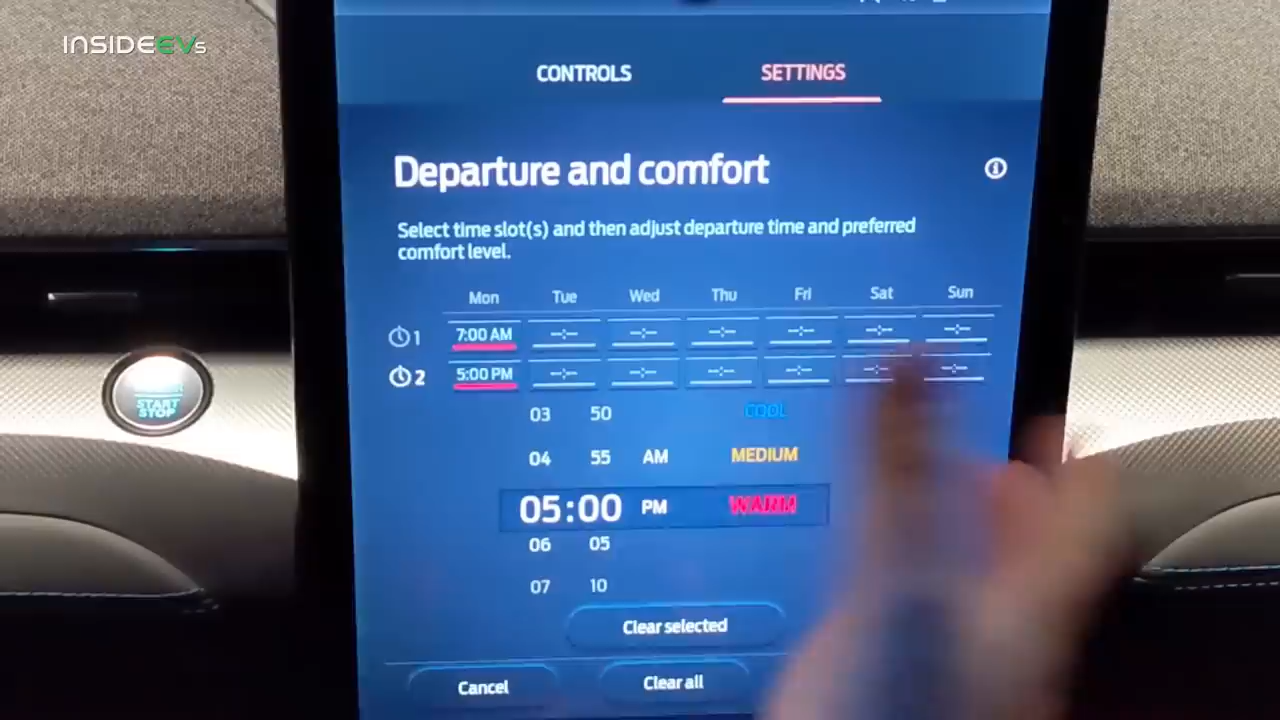 INSIDEEVs
CONTROLS SETTINGS
Departure and comfort
Select time slot(s) and then adjust departure time and preferred
comfort level.
Mon Tue Wed Thu Fri Sat Sun
1 7:00 AM --:-- --:-- --:-- --:-- --:-- --:--
2 5:00 PM --:-- --:-- --:-- --:-- --:-- --:--
03 50 COOL
04 55 AM MEDIUM
05:00 PM WARM
06 05
07 10
Clear selected
Cancel Clear all
START
STOP